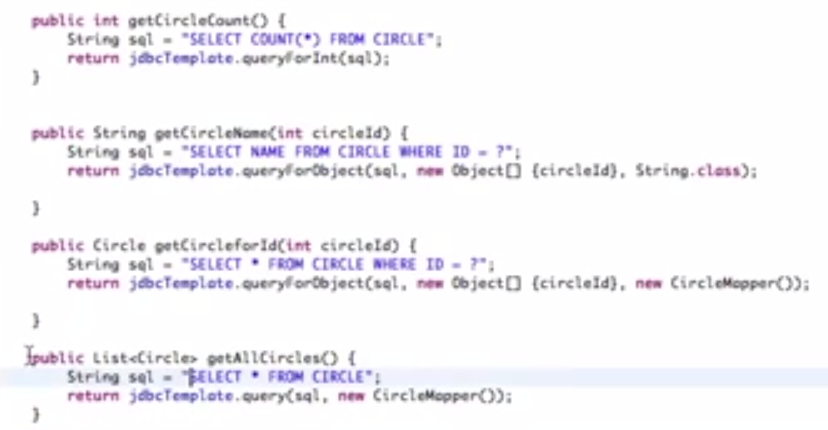 public int getCircleCount() {
String sql = "SELECT COUNT(*) FROM CIRCLE";
return jdbcTemplate.queryForInt(sql);
}
public String getCircleName(int circleId) {
String sql = "SELECT NAME FROM CIRCLE WHERE ID = ?";
return jdbcTemplate.queryForObject(sql, new Object[] {circleId}, String.class);
}
public Circle getCircleforId(int circleId) {
String sql = "SELECT * FROM CIRCLE WHERE ID = ?";
return jdbcTemplate.queryForObject(sql, new Object[] {circleId}, new CircleMapper());
}
public List<Circle> getAllCircles() {
String sql = "SELECT * FROM CIRCLE";
return jdbcTemplate.query(sql, new CircleMapper());
}